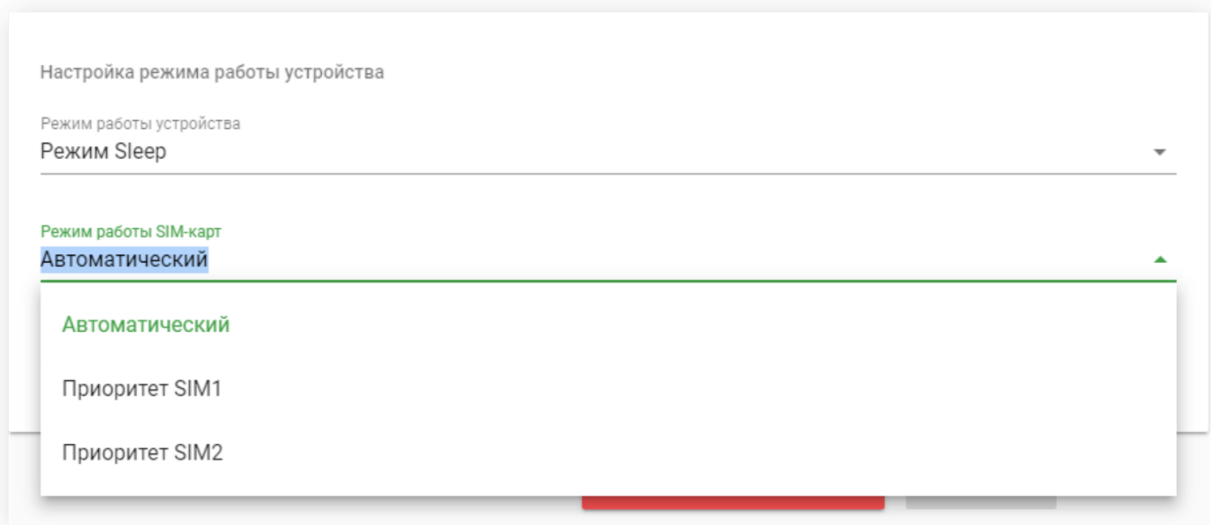 Настройка режима работы устройства
Режим работы устройства
Режим Sleep
Режим работы SIM-карт
Автоматический
Автоматический
Приоритет SIM1
Приоритет SIM2